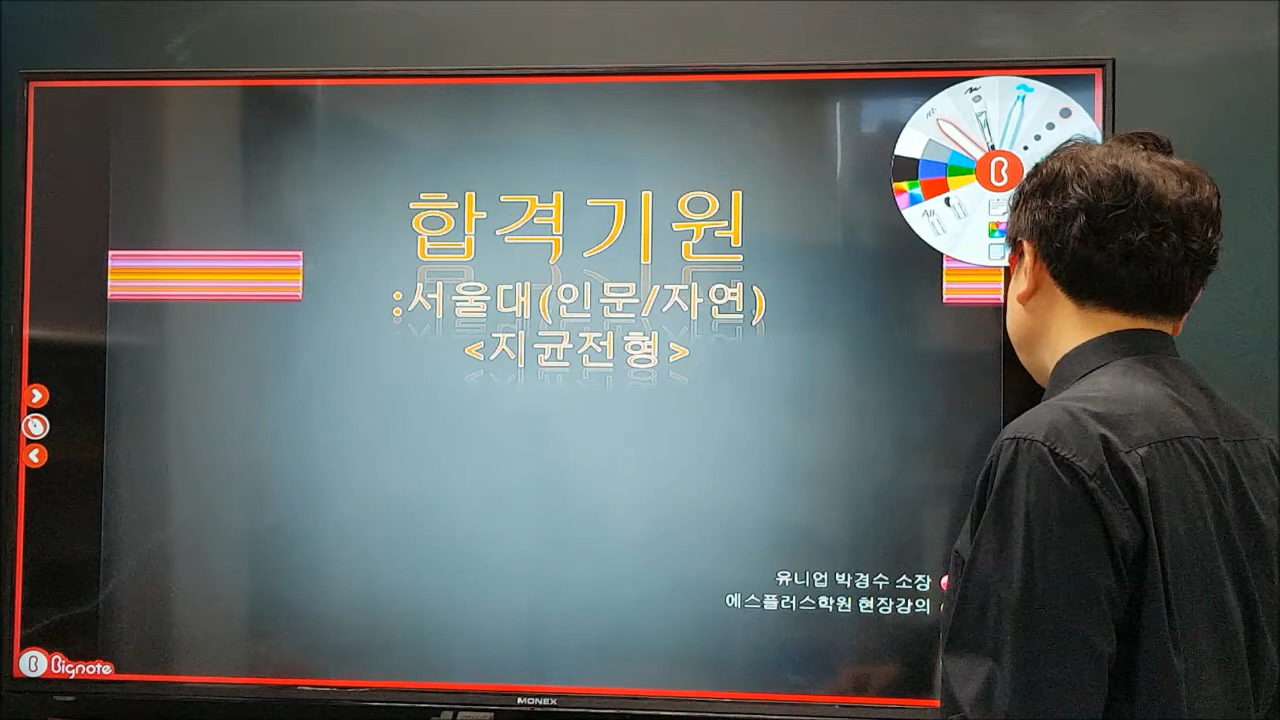 합격기원
:서울대(인문/자연)
<지균전형>
유니업 박경수 소장
에스플러스학원 현장강의
Bignote
MONEX